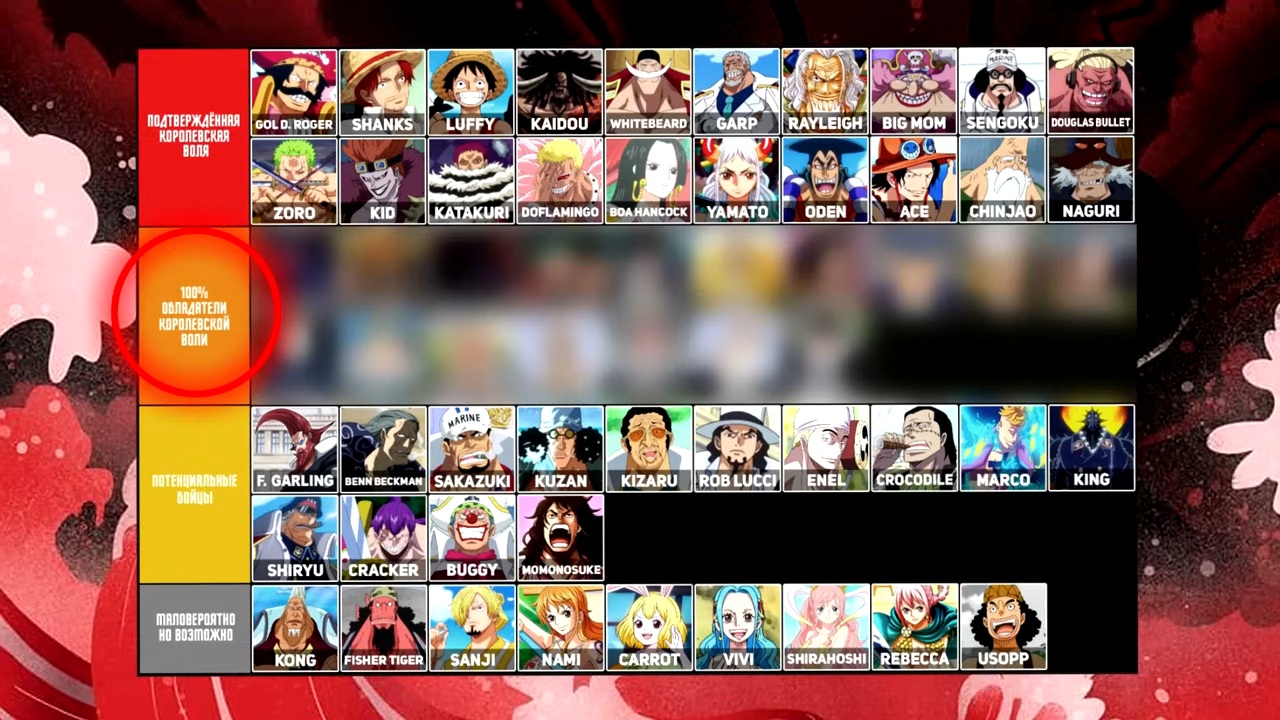 ПОДТВЕРЖДЁННАЯ
КОРОЛЕВСКАЯ
ВОЛЯ
GOL D. ROGER
SHANKS
LUFFY
KAIDOU
WHITEBEARD
GARP
RAYLEIGH
BIG MOM
MARINE
SENGOKU
DOUGLAS BULLET
ZORO
KID
KATAKURI
DOFLAMINGO
BOA HANCOCK
YAMATO
ODEN
ACE
CHINJAO
NAGURI
100%
ОБЛАДАТЕЛИ
КОРОЛЕВСКОЙ
ВОЛИ
ПОТЕНЦИАЛЬНЫЕ
БОЙЦЫ
F. GARLING
BENN BECKMAN
MARINE
SAKAZUKI
KUZAN
KIZARU
ROB LUCCI
ENEL
CROCODILE
MARCO
KING
SHIRYU
CRACKER
BUGGY
MOMONOSUKE
МАЛОВЕРОЯТНО
НО ВОЗМОЖНО
KONG
FISHER TIGER
SANJI
NAMI
CARROT
VIVI
SHIRAHOSHI
REBECCA
USOPP